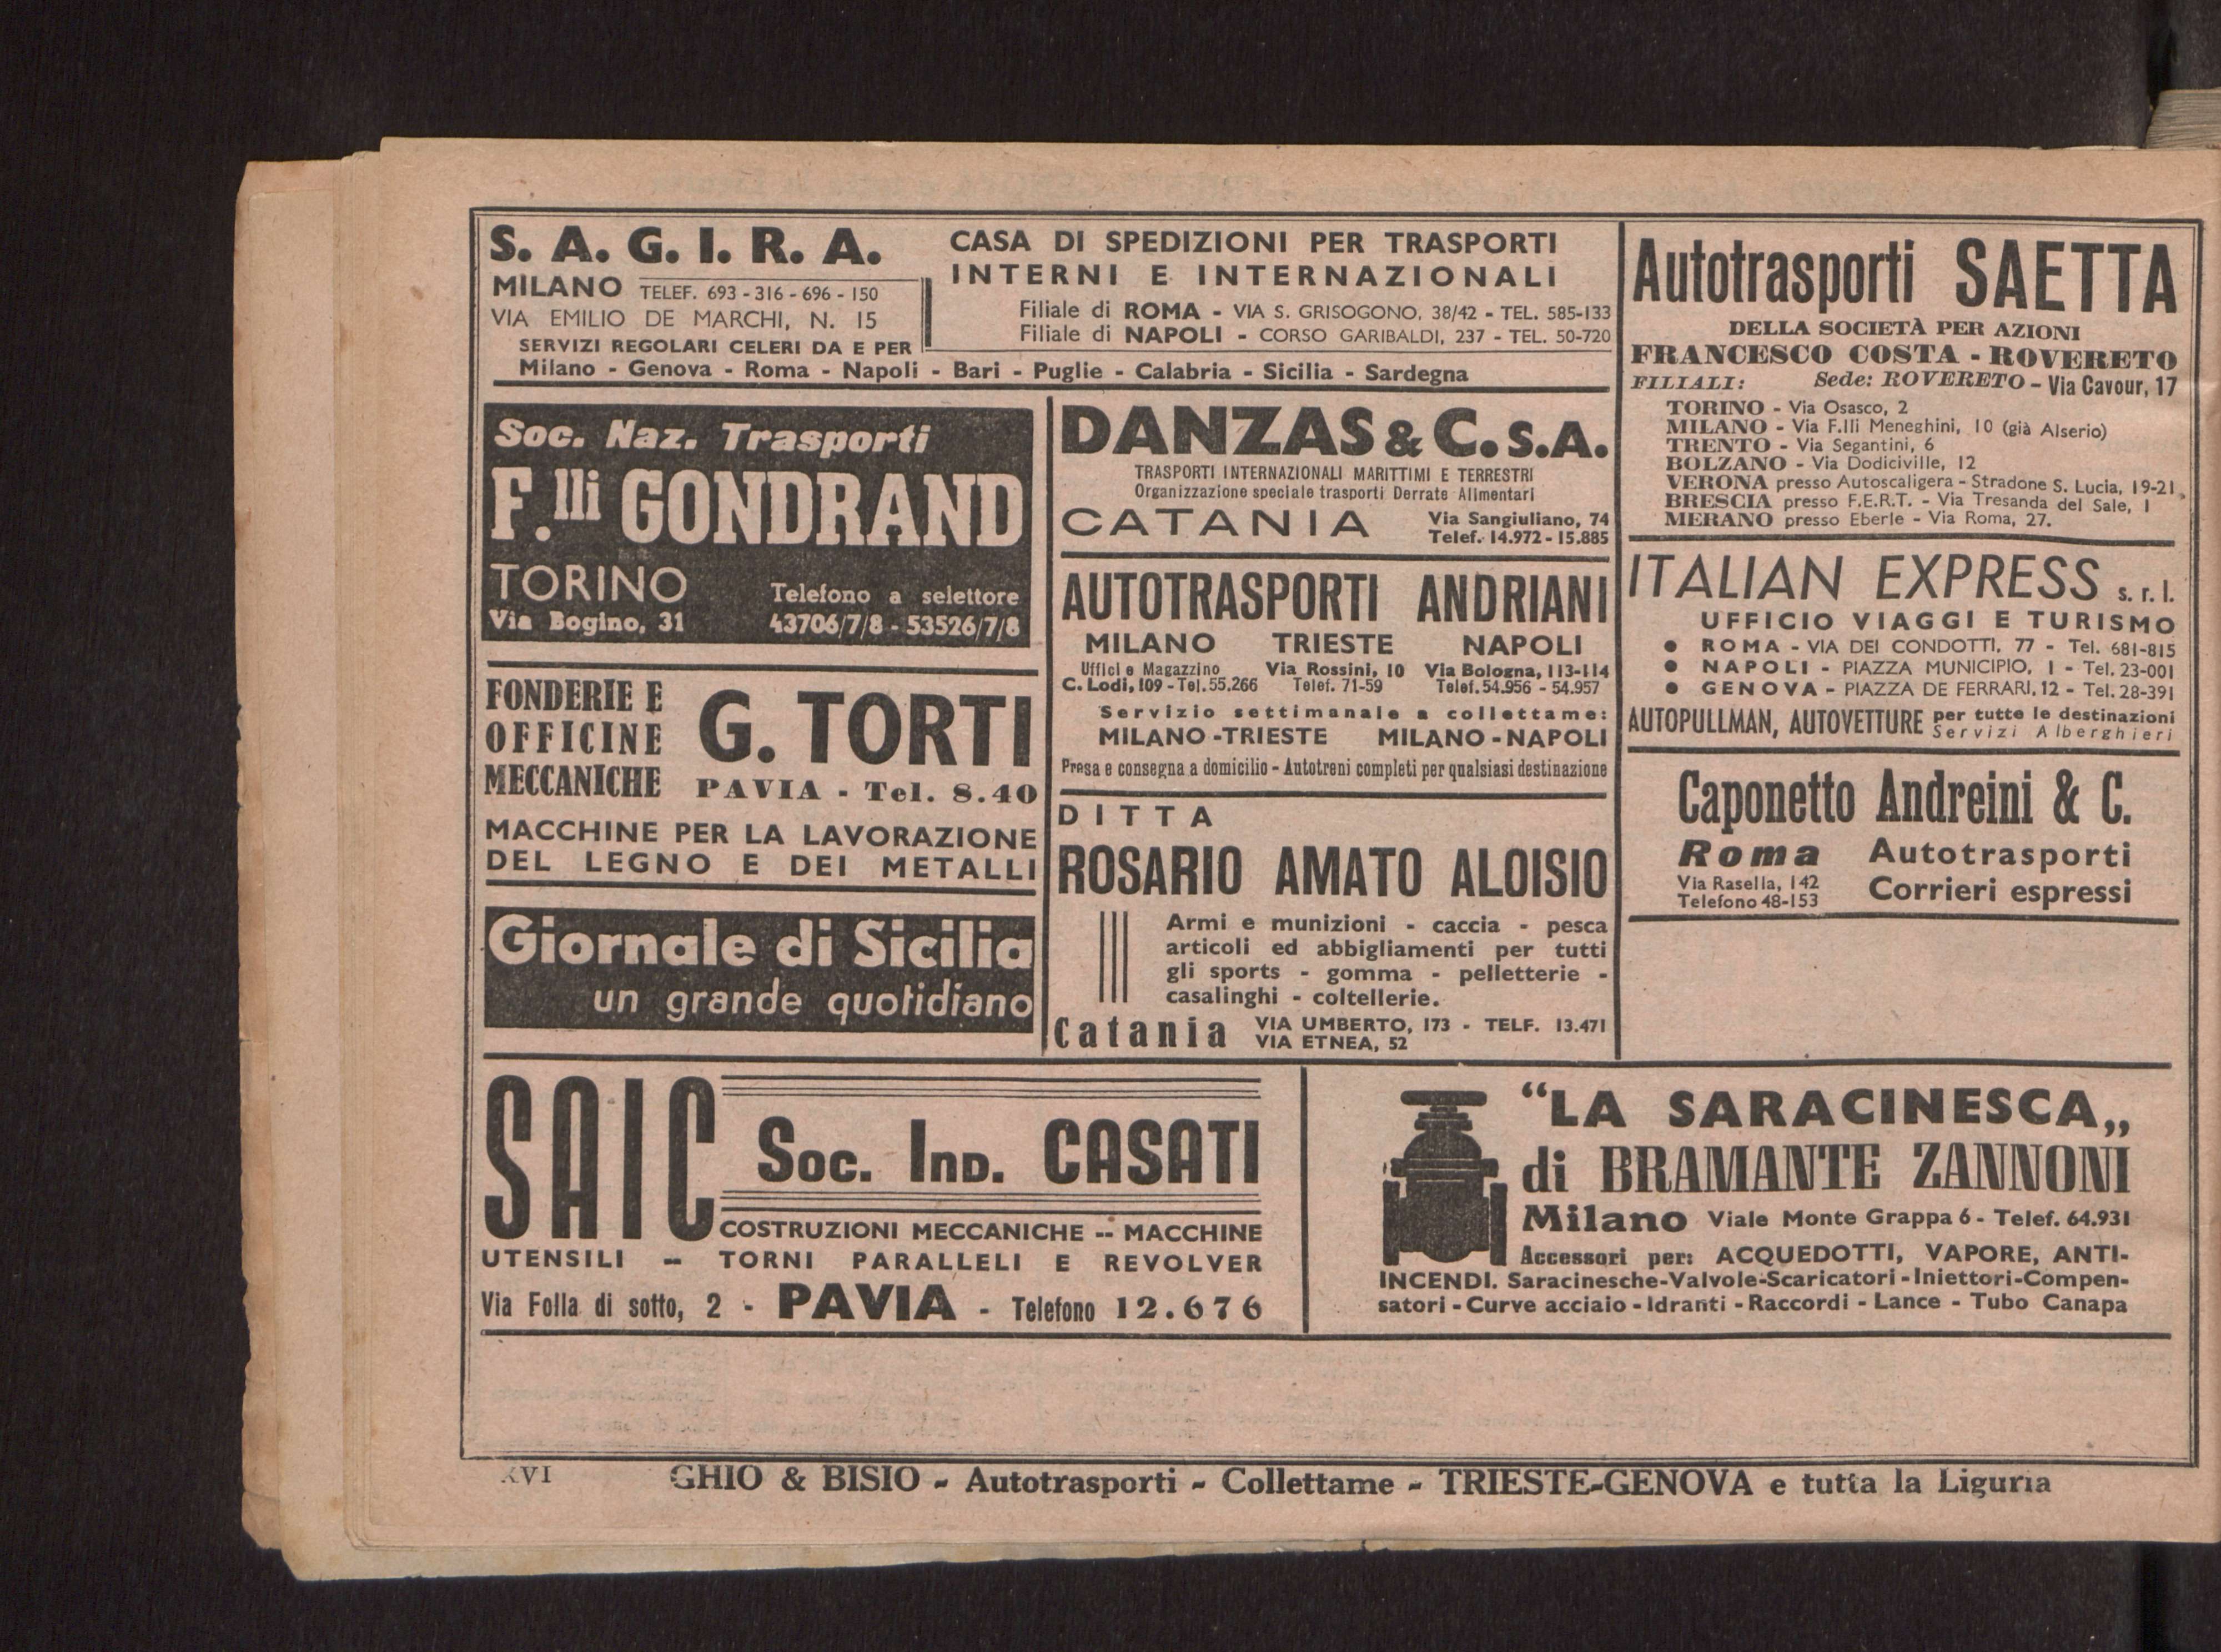 S. A. G. I. R. A.
MILANO TELEF. 693 - 316 - 696 - 150
VIA EMILIO DE MARCHI, N. 15
CASA DI SPEDIZIONI PER TRASPORTI
INTERNI E INTERNAZIONALI
Filiale di ROMA - VIA S. GRISOGONO, 38/42 - TEL. 585-133
Filiale di NAPOLI - CORSO GARIBALDI, 237 - TEL. 50-720
SERVIZI REGOLARI CELERI DA E PER
Milano - Genova - Roma - Napoli - Bari - Puglie - Calabria - Sicilia - Sardegna
Soc. Naz. Trasporti
F.lli GONDRAND
TORINO
Via Bogino, 31
Telefono a selettore
43706/7/8 - 53526/7/8
FONDERIE E
OFFICINE
MECCANICHE
G. TORTI
PAVIA - Tel. 8.40
MACCHINE PER LA LAVORAZIONE
DEL LEGNO E DEI METALLI
Giornale di Sicilia
un grande quotidiano
DANZAS & C. S.A.
TRASPORTI INTERNAZIONALI MARITTIMI E TERRESTRI
Organizzazione speciale trasporti Derrate Alimentari
CATANIA
Via Sangiuliano, 74
Telef. 14.972 - 15.885
AUTOTRASPORTI ANDRIANI
MILANO TRIESTE NAPOLI
Uffici e Magazzino Via Rossini, 10 Via Bologna, 113-114
C. Lodi, 109 - Tel. 55.266 Telef. 71-59 Telef. 54.956 - 54.957
Servizio settimanale a collettame:
MILANO - TRIESTE MILANO - NAPOLI
Presa e consegna a domicilio - Autotreni completi per qualsiasi destinazione
DITTA
ROSARIO AMATO ALOISIO
Armi e munizioni - caccia - pesca
articoli ed abbigliamenti per tutti
gli sports - gomma - pelletterie -
casalinghi - coltellerie.
Catania
VIA UMBERTO, 173 - TELF. 13.471
VIA ETNEA, 52
Autotrasporti SAETTA
DELLA SOCIETÀ PER AZIONI
FRANCESCO COSTA - ROVERETO
FILIALI: Sede: ROVERETO - Via Cavour, 17
TORINO - Via Osasco, 2
MILANO - Via F.lli Meneghini, 10 (già Alserio)
TRENTO - Via Segantini, 6
BOLZANO - Via Dodiciville, 12
VERONA presso Autoscaligera - Stradone S. Lucia, 19-21
BRESCIA presso F.E.R.T. - Via Tresanda del Sale, 1
MERANO presso Eberle - Via Roma, 27.
ITALIAN EXPRESS s. r. l.
UFFICIO VIAGGI E TURISMO
● ROMA - VIA DEI CONDOTTI, 77 - Tel. 681-815
● NAPOLI - PIAZZA MUNICIPIO, 1 - Tel. 23-001
● GENOVA - PIAZZA DE FERRARI, 12 - Tel. 28-391
AUTOPULLMAN, AUTOVETTURE per tutte le destinazioni
Servizi Alberghieri
Caponetto Andreini & C.
Roma
Via Rasella, 142
Telefono 48-153
Autotrasporti
Corrieri espressi
SAIC
Soc. Ind. CASATI
COSTRUZIONI MECCANICHE -- MACCHINE
UTENSILI -- TORNI PARALLELI E REVOLVER
Via Folla di sotto, 2 - PAVIA - Telefono 12.676
“LA SARACINESCA„
di BRAMANTE ZANNONI
Milano Viale Monte Grappa 6 - Telef. 64.931
Accessori per: ACQUEDOTTI, VAPORE, ANTI-
INCENDI. Saracinesche-Valvole-Scaricatori-Iniettori-Compen-
satori - Curve acciaio - Idranti - Raccordi - Lance - Tubo Canapa
XVI
GHIO & BISIO - Autotrasporti - Collettame - TRIESTE-GENOVA e tutta la Liguria